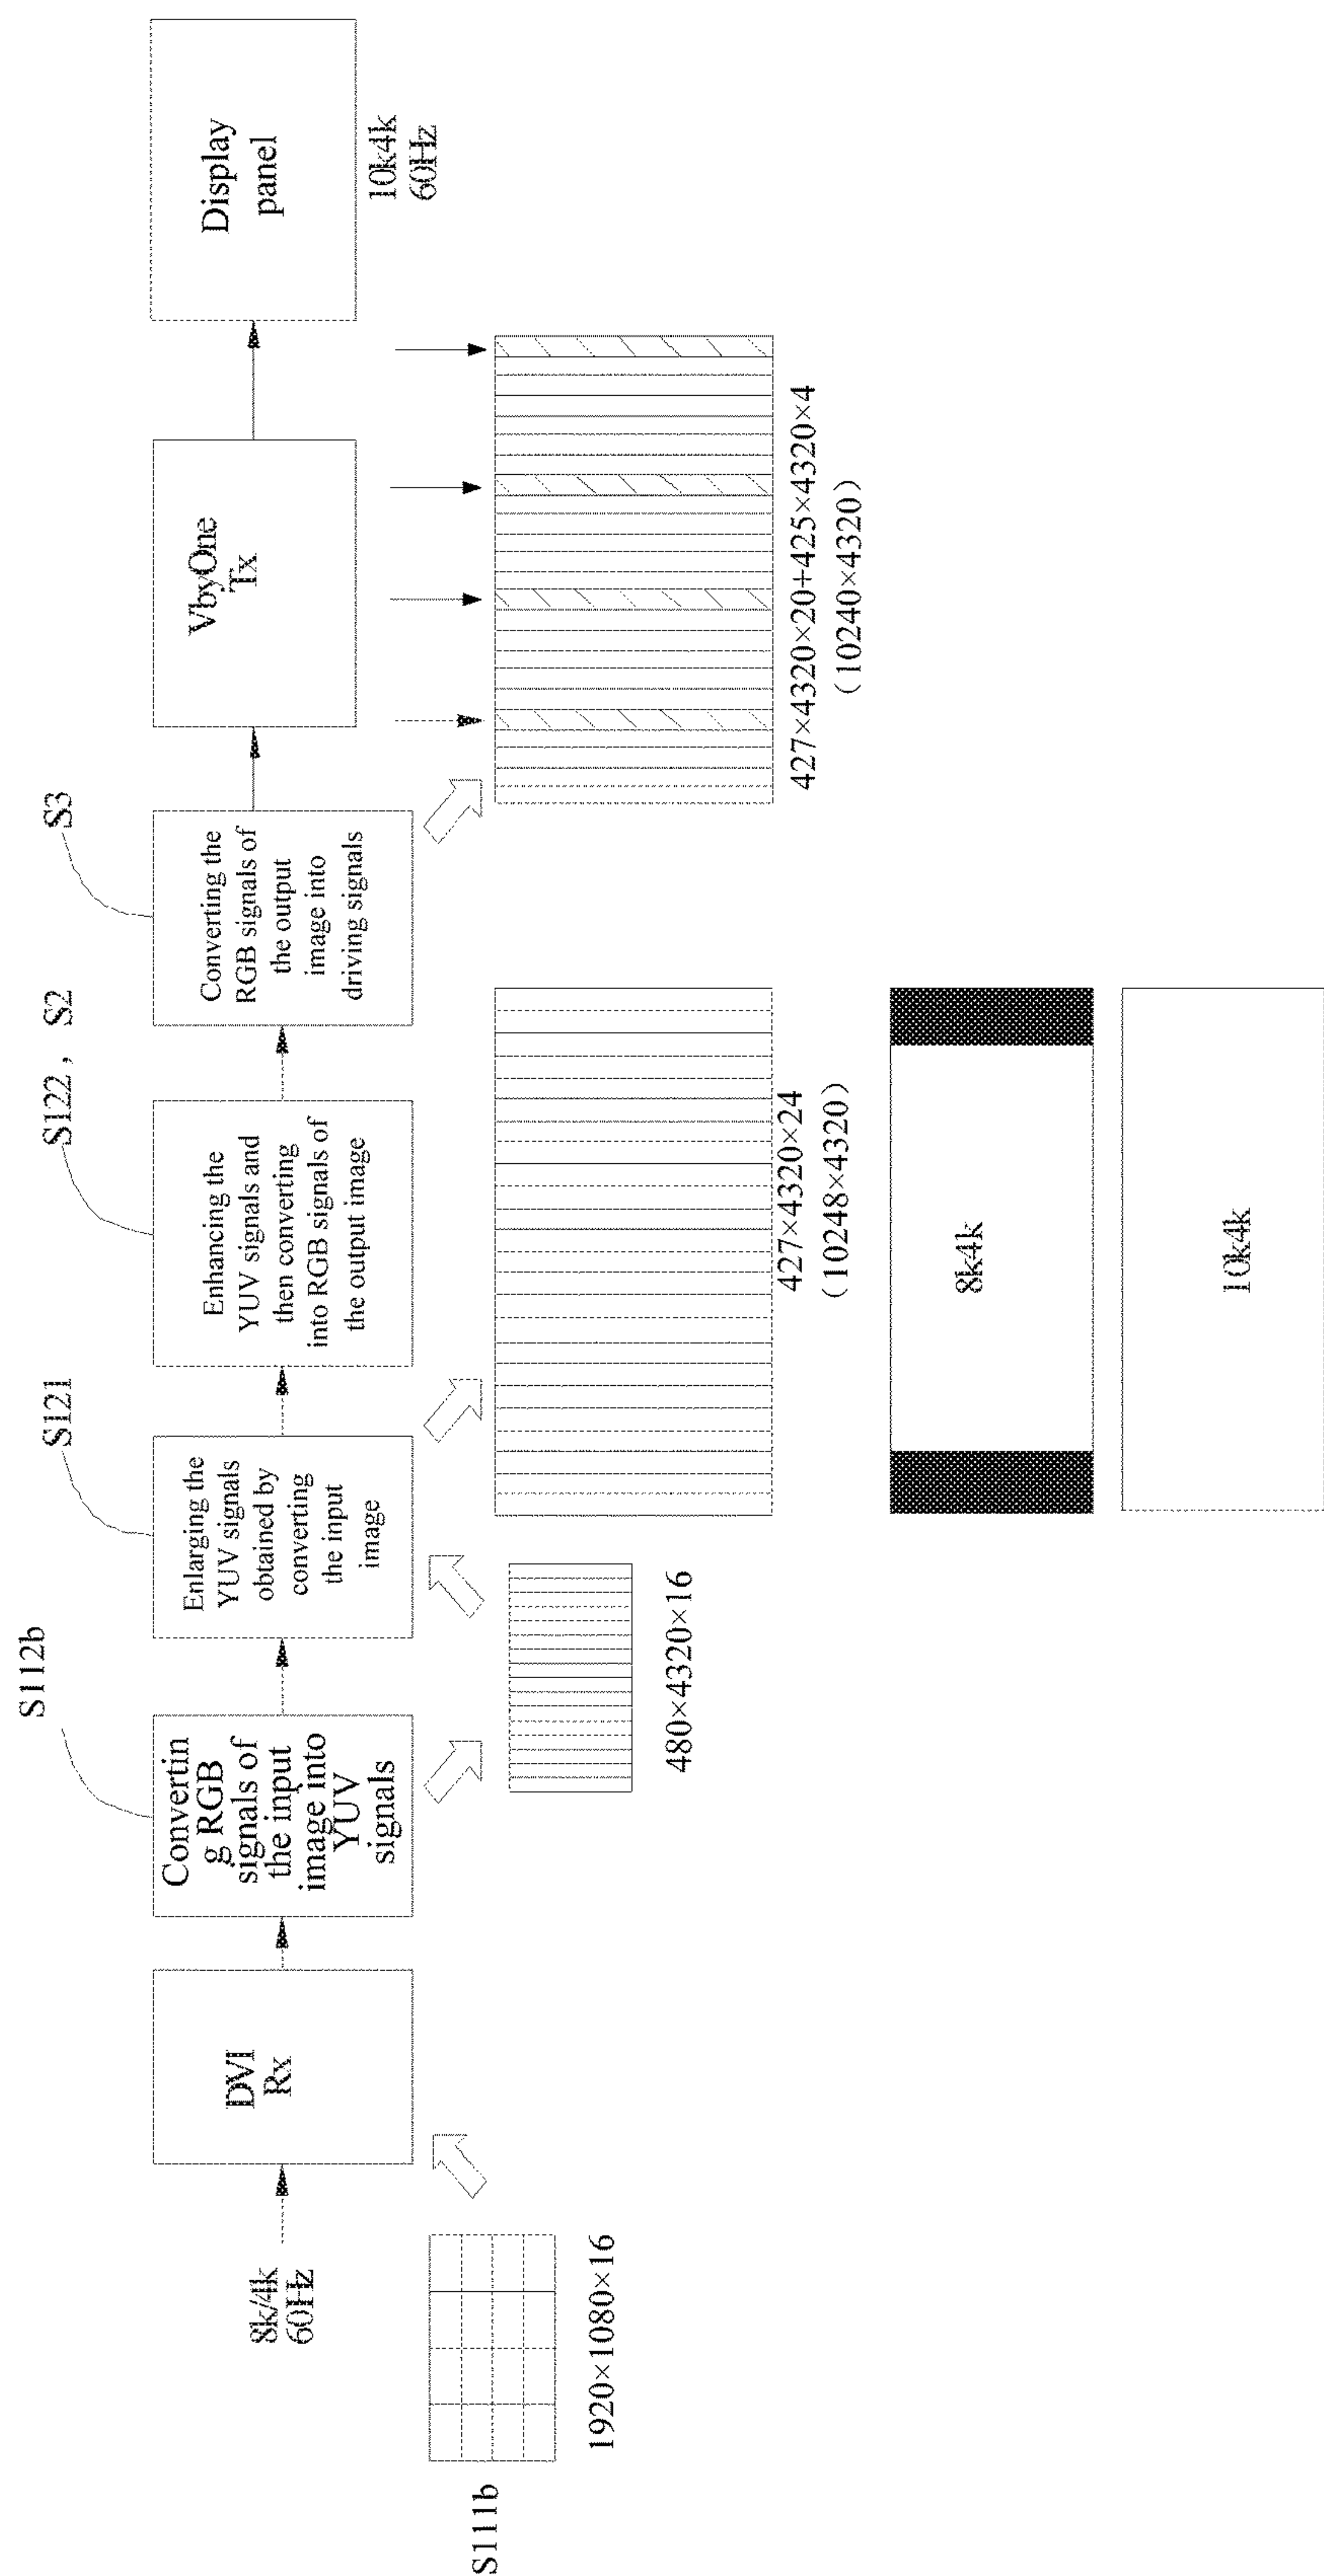 8k/4k
60Hz
S111b
1920×1080×16
DVI
Rx
S112b
Convertin
g RGB
signals of
the input
image into
YUV
signals
480×4320×16
S121
Enlarging the
YUV signals
obtained by
converting
the input
image
427×4320×24
(10248×4320)
S122, S2
Enhancing the
YUV signals and
then converting
into RGB signals of
the output image
8k4k
10k4k
S3
Converting the
RGB signals of
the output
image into
driving signals
VbyOne
Tx
427×4320×20+425×4320×4
(10240×4320)
Display
panel
10k4k
60Hz